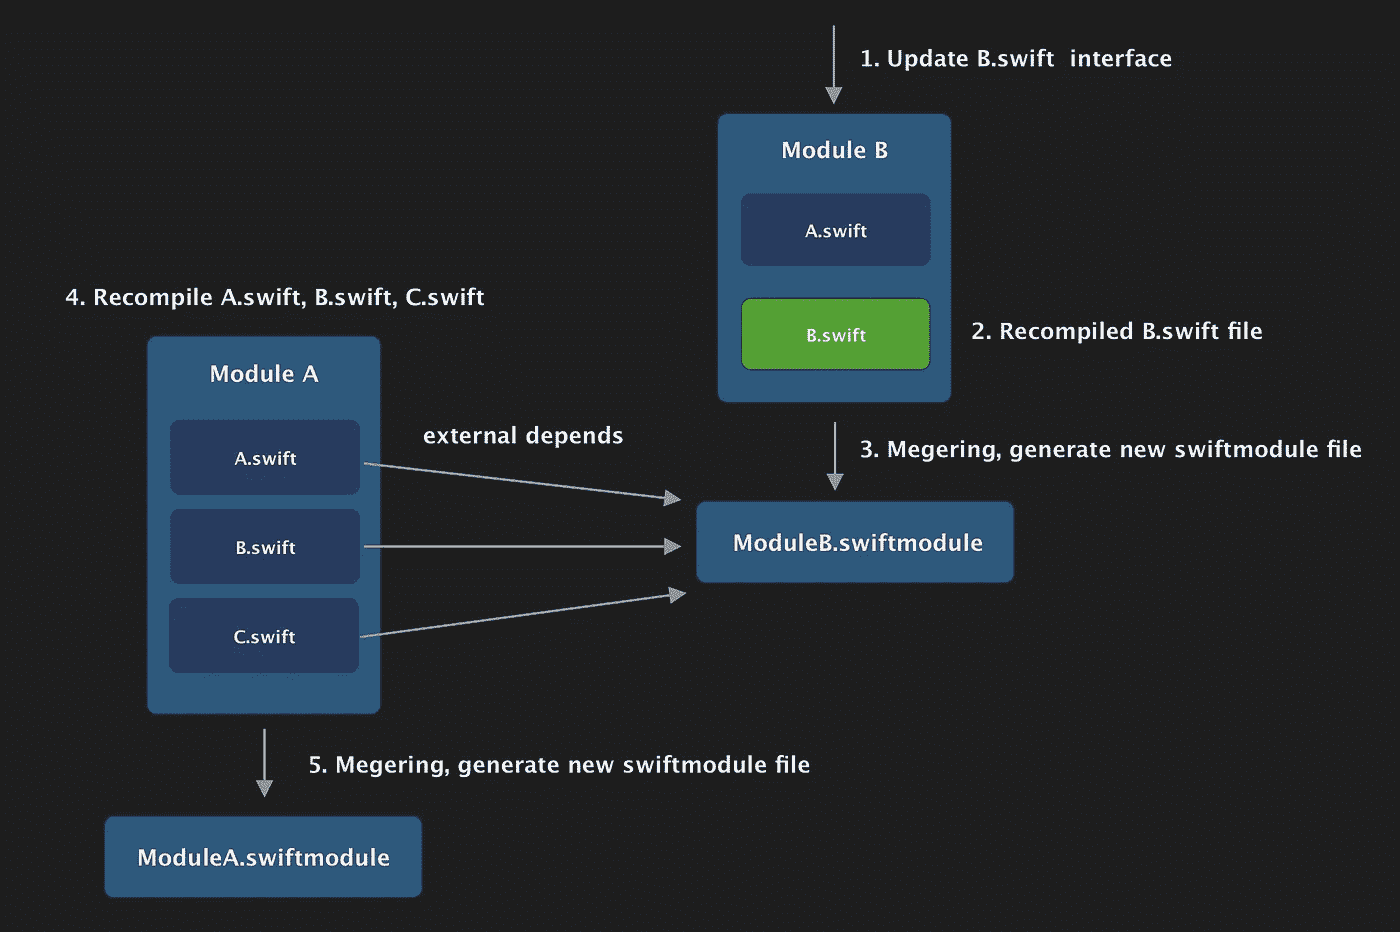 1. Update B.swift interface
Module B
A.swift
B.swift
2. Recompiled B.swift file
3. Megering, generate new swiftmodule file
ModuleB.swiftmodule
4. Recompile A.swift, B.swift, C.swift
Module A
A.swift
B.swift
C.swift
external depends
5. Megering, generate new swiftmodule file
ModuleA.swiftmodule